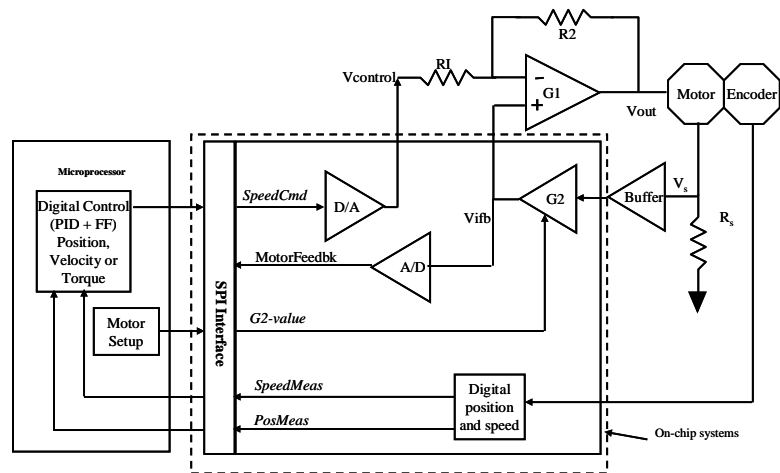 R2
RI
Vcontrol
G1
Motor
Encoder
Vout
Microprocessor
Digital Control
(PID + FF)
Position,
Velocity or
Torque
SpeedCmd
D/A
G2
Buffer
Vs
Vifb
Rs
MotorFeedbk
A/D
SPI Interface
Motor
Setup
G2-value
SpeedMeas
Digital
position
and speed
PosMeas
On-chip systems